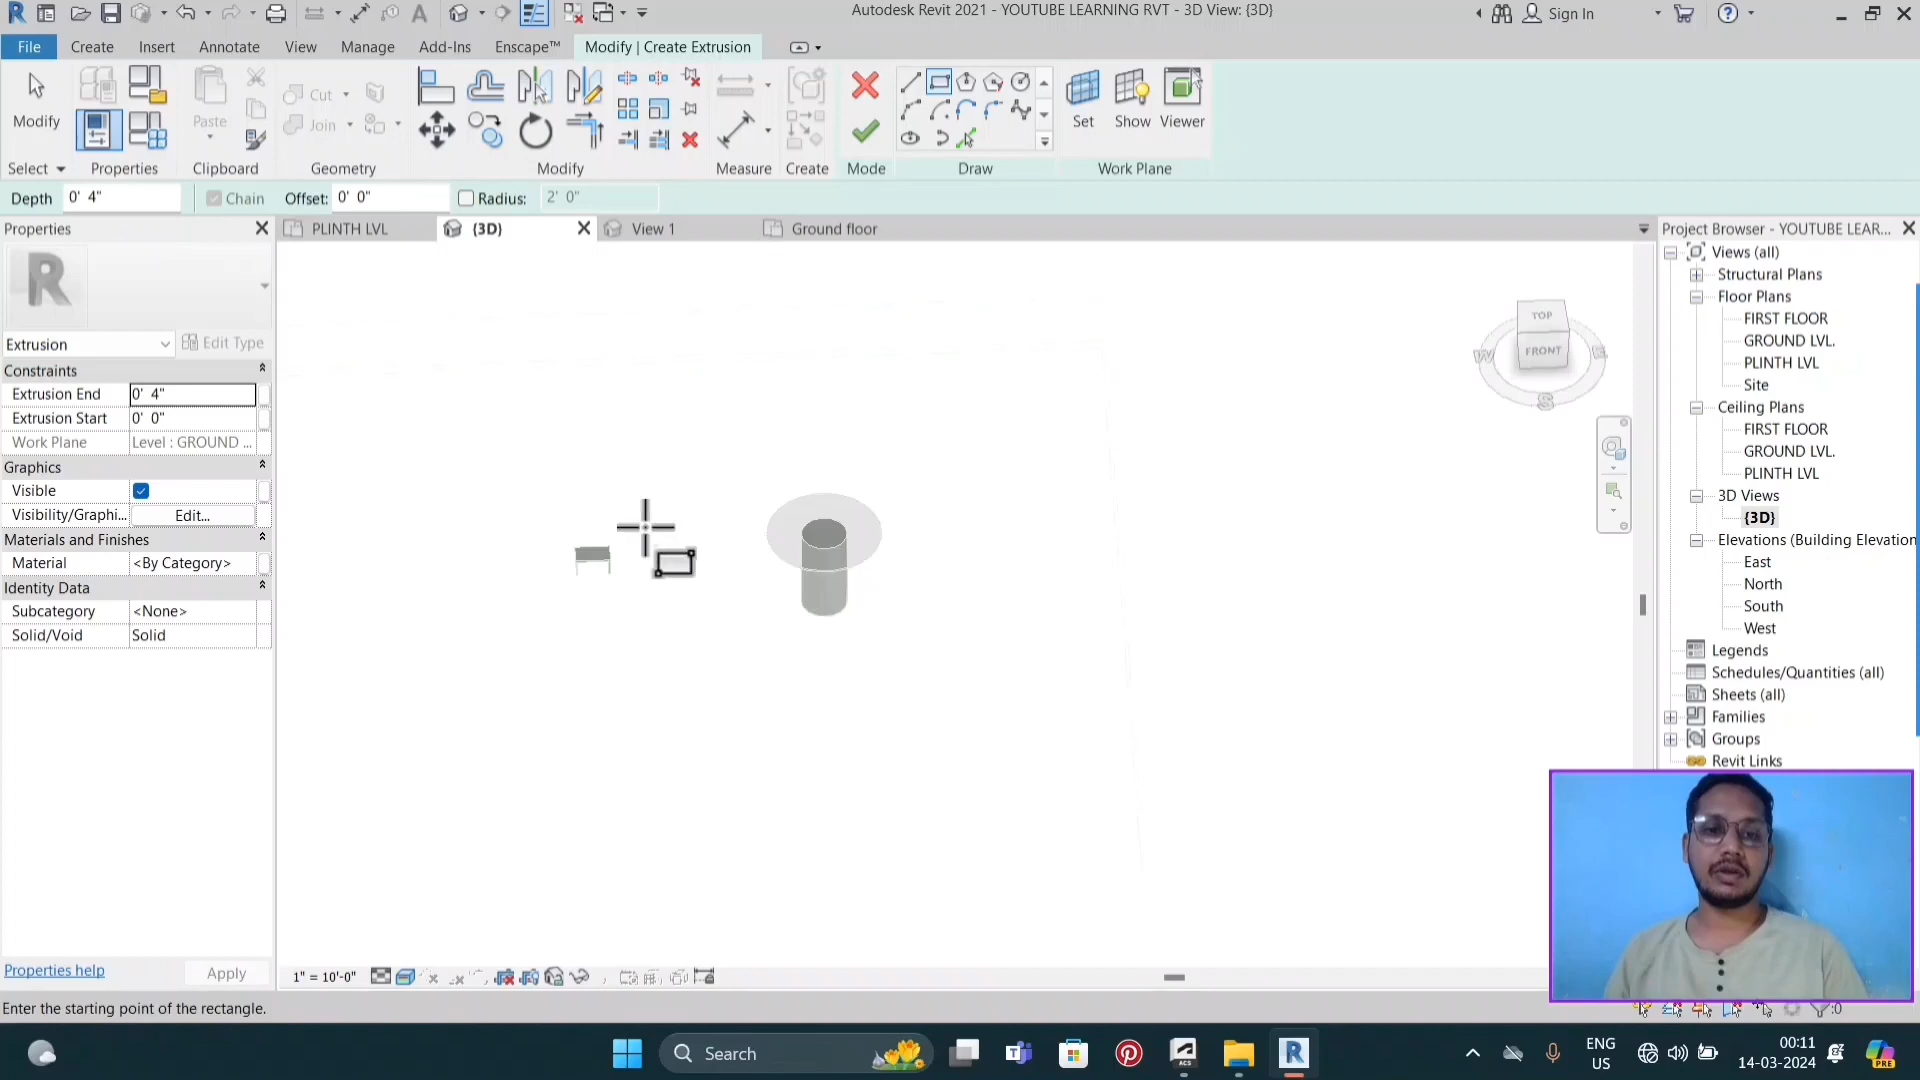 Autodesk Revit 2021 - YOUTUBE LEARNING RVT - 3D View: {3D}
Sign In
File
Create
Insert
Annotate
View
Manage
Add-Ins
Enscape™
Modify | Create Extrusion
Modify
Paste
Cut
Join
Set
Show
Viewer
Select
Properties
Clipboard
Geometry
Modify
Measure
Create
Mode
Draw
Work Plane
Depth
0' 4"
Chain
Offset:
0' 0"
Radius:
2' 0"
Properties
PLINTH LVL
{3D}
View 1
Ground floor
Project Browser - YOUTUBE LEAR...
Extrusion
Edit Type
Constraints
Extrusion End
0' 4"
Extrusion Start
0' 0"
Work Plane
Level : GROUND ...
Graphics
Visible
Visibility/Graphi...
Edit...
Materials and Finishes
Material
<By Category>
Identity Data
Subcategory
<None>
Solid/Void
Solid
TOP
FRONT
W
E
S
Views (all)
Structural Plans
Floor Plans
FIRST FLOOR
GROUND LVL.
PLINTH LVL
Site
Ceiling Plans
FIRST FLOOR
GROUND LVL.
PLINTH LVL
3D Views
{3D}
Elevations (Building Elevation
East
North
South
West
Legends
Schedules/Quantities (all)
Sheets (all)
Families
Groups
Revit Links
Properties help
Apply
1" = 10'-0"
Enter the starting point of the rectangle.
:0
Search
ENG
US
00:11
14-03-2024
PRE